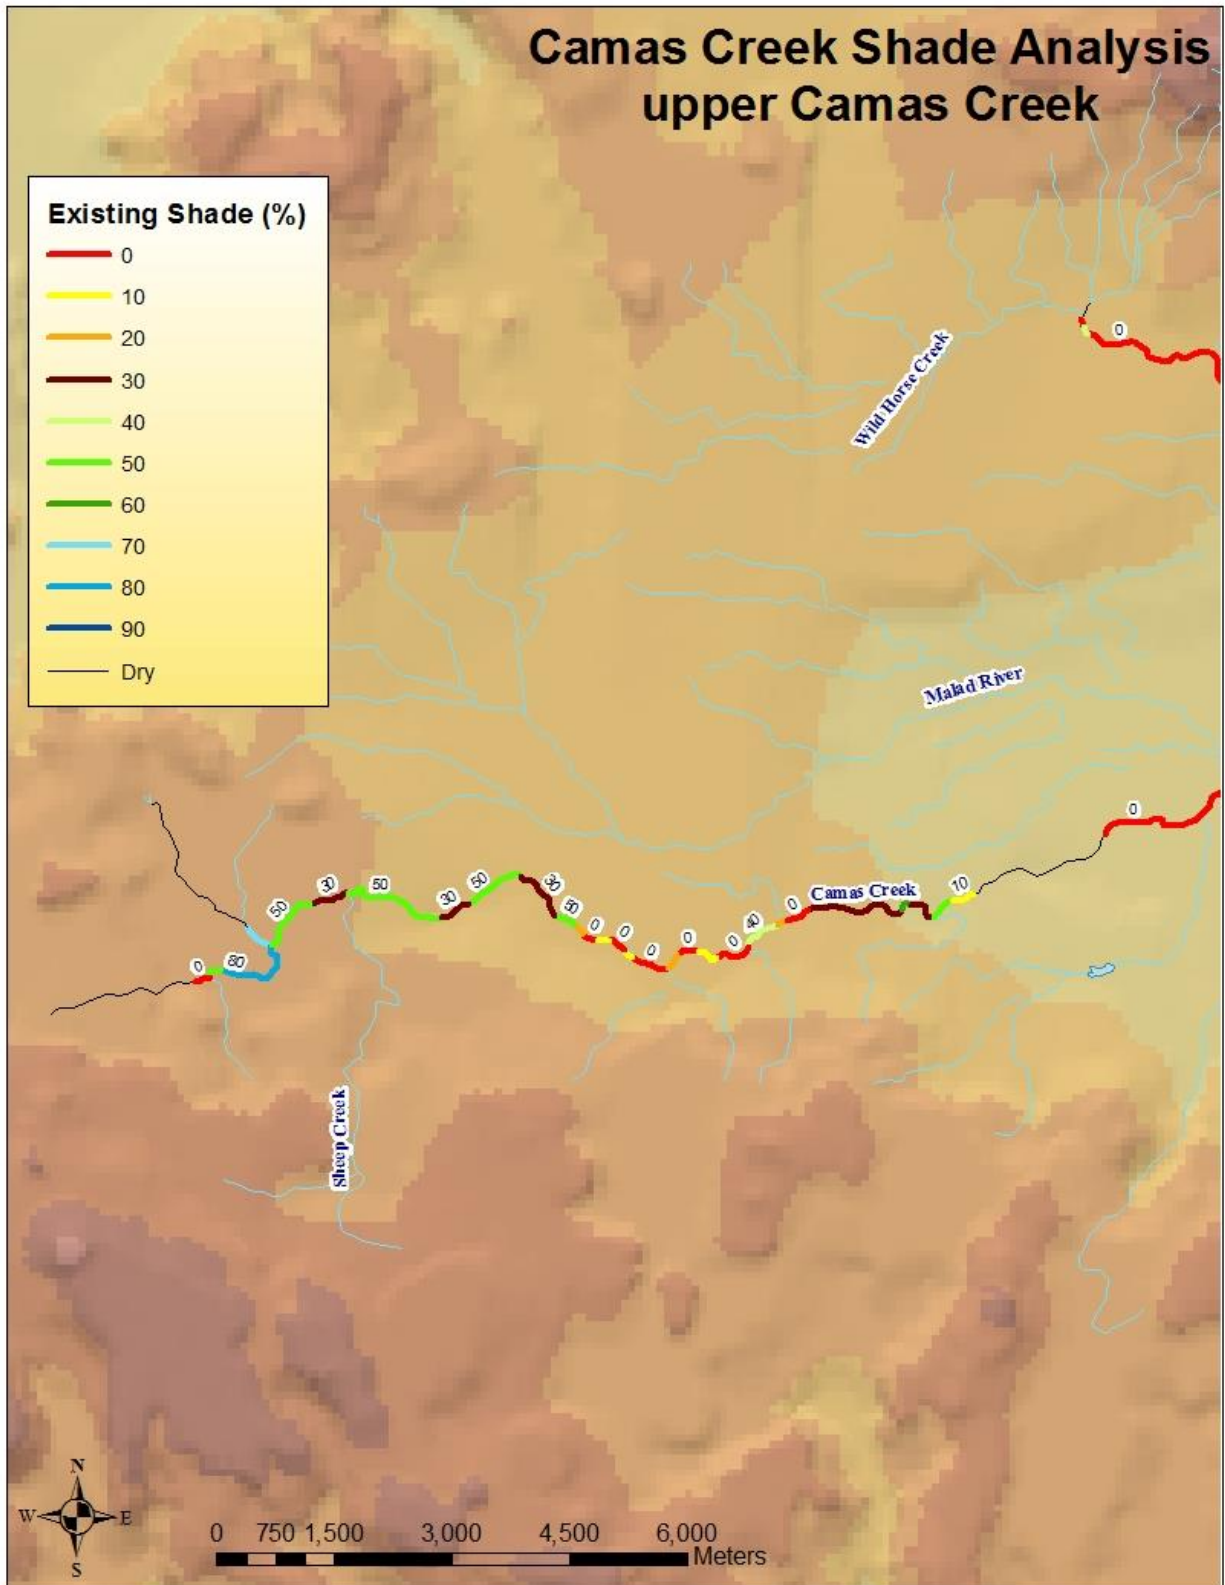 Camas Creek Shade Analysis
upper Camas Creek
Existing Shade (%)
0
10
20
30
40
50
60
70
80
90
Dry
0
Wild Horse Creek
Malad River
0
30
50
50
30
50
30
50
0
0
0
0
0
40
0
Camas Creek
10
0
80
Sheep Creek
N
W
E
S
0 750 1,500 3,000 4,500 6,000
Meters